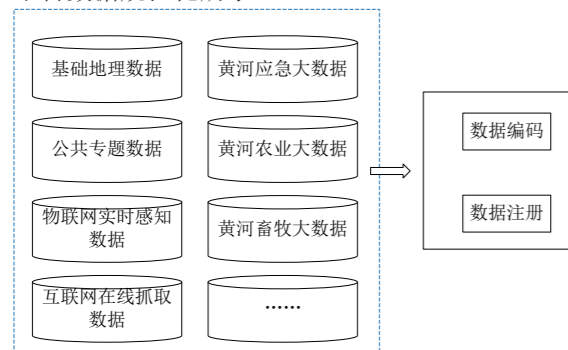 基础地理数据
黄河应急大数据
公共专题数据
黄河农业大数据
物联网实时感知
数据
黄河畜牧大数据
互联网在线抓取
数据
……
数据编码
数据注册